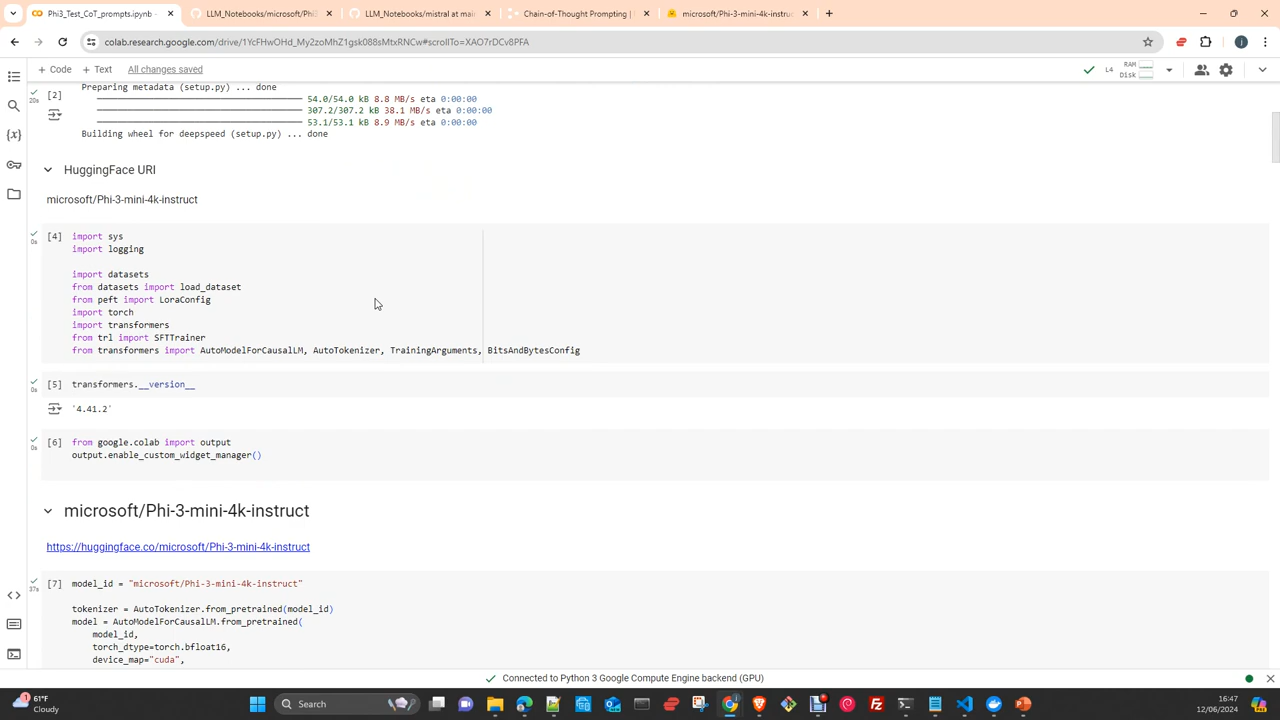 Phi3_Test_CoT_prompts.ipynb -
LLM_Notebooks/microsoft/Phi3
LLM_Notebooks/mistral at main
Chain-of-Thought Prompting |
microsoft/Phi-3-mini-4k-instruc
colab.research.google.com/drive/1YcFHwOHd_My2zoMhZ1gsk088sMtxRNCw#scrollTo=XAO7rDCv8PFA
+ Code + Text All changes saved
L4 RAM
Disk
Preparing metadata (setup.py) ... done
[2]
20s
54.0/54.0 kB 8.8 MB/s eta 0:00:00
307.2/307.2 kB 38.1 MB/s eta 0:00:00
53.1/53.1 kB 8.9 MB/s eta 0:00:00
Building wheel for deepspeed (setup.py) ... done
HuggingFace URI
microsoft/Phi-3-mini-4k-instruct
0s
[4] import sys
import logging
import datasets
from datasets import load_dataset
from peft import LoraConfig
import torch
import transformers
from trl import SFTTrainer
from transformers import AutoModelForCausalLM, AutoTokenizer, TrainingArguments, BitsAndBytesConfig
0s
[5] transformers.__version__
'4.41.2'
0s
[6] from google.colab import output
output.enable_custom_widget_manager()
microsoft/Phi-3-mini-4k-instruct
https://huggingface.co/microsoft/Phi-3-mini-4k-instruct
37s
[7] model_id = "microsoft/Phi-3-mini-4k-instruct"
tokenizer = AutoTokenizer.from_pretrained(model_id)
model = AutoModelForCausalLM.from_pretrained(
model_id,
torch_dtype=torch.bfloat16,
device_map="cuda",
Connected to Python 3 Google Compute Engine backend (GPU)
61°F
Cloudy
Search
16:47
12/06/2024